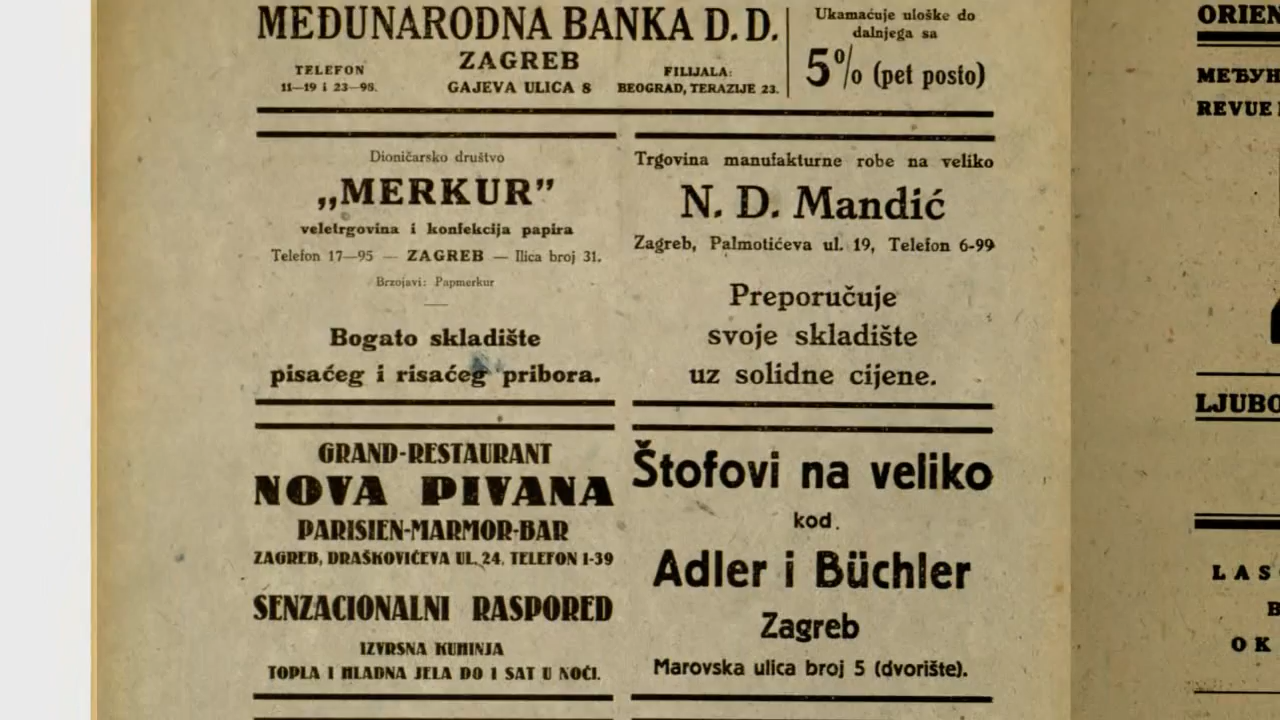 MEĐUNARODNA BANKA D. D.
ZAGREB
TELEFON
11—19 i 23—98.
GAJEVA ULICA 8
FILIJALA:
BEOGRAD, TERAZIJE 23.
Ukamaćuje uloške do
daljnjega sa
5% (pet posto)
Dioničarsko društvo
„MERKUR”
veletrgovina i konfekcija papira
Telefon 17—95 — ZAGREB — Ilica broj 31.
Brzojavi: Papmerkur
Bogato skladište
pisaćeg i risaćeg pribora.
Trgovina manufakturne robe na veliko
N. D. Mandić
Zagreb, Palmotićeva ul. 19, Telefon 6-99
Preporučuje
svoje skladište
uz solidne cijene.
GRAND-RESTAURANT
NOVA PIVANA
PARISIEN-MARMOR-BAR
ZAGREB, DRAŠKOVIĆEVA UL. 24. TELEFON 1-39
SENZACIONALNI RASPORED
IZVRSNA KUHINJA
TOPLA I HLADNA JELA DO 1 SAT U NOĆI.
Štofovi na veliko
kod
Adler i Büchler
Zagreb
Marovska ulica broj 5 (dvorište).
ORIEN
МЕЂУН
REVUE
LJUBO
LAS
B
OK